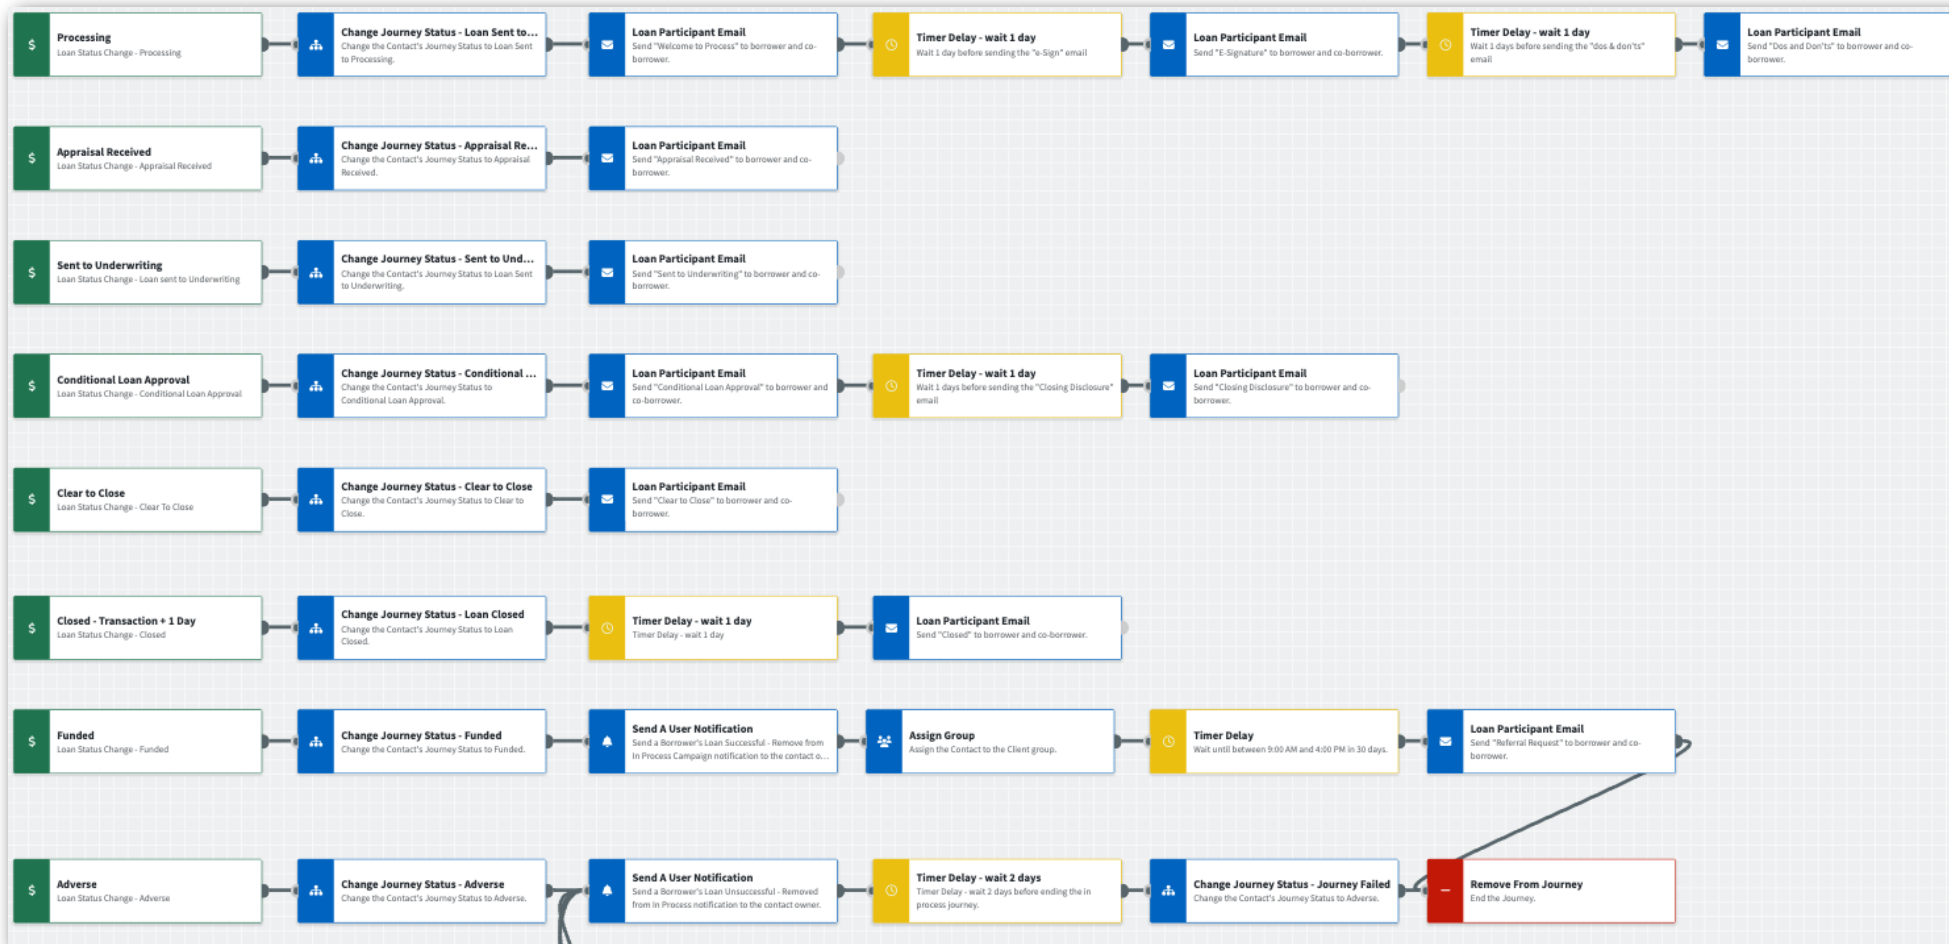 Processing
Loan Status Change - Processing
Change Journey Status - Loan Sent to...
Change the Contact's Journey Status to Loan Sent
to Processing.
Loan Participant Email
Send "Welcome to Process" to borrower and co-
borrower.
Timer Delay - wait 1 day
Wait 1 day before sending the "e-Sign" email
Loan Participant Email
Send "E-Signature" to borrower and co-borrower.
Timer Delay - wait 1 day
Wait 1 days before sending the "dos & don'ts"
email
Loan Participant Email
Send "Dos and Don'ts" to borrower and co-
borrower.
Appraisal Received
Loan Status Change - Appraisal Received
Change Journey Status - Appraisal Re...
Change the Contact's Journey Status to Appraisal
Received.
Loan Participant Email
Send "Appraisal Received" to borrower and co-
borrower.
Sent to Underwriting
Loan Status Change - Loan sent to Underwriting
Change Journey Status - Sent to Und...
Change the Contact's Journey Status to Loan Sent
to Underwriting.
Loan Participant Email
Send "Sent to Underwriting" to borrower and co-
borrower.
Conditional Loan Approval
Loan Status Change - Conditional Loan Approval
Change Journey Status - Conditional ...
Change the Contact's Journey Status to
Conditional Loan Approval.
Loan Participant Email
Send "Conditional Loan Approval" to borrower and
co-borrower.
Timer Delay - wait 1 day
Wait 1 days before sending the "Closing Disclosure"
email
Loan Participant Email
Send "Closing Disclosure" to borrower and co-
borrower.
Clear to Close
Loan Status Change - Clear To Close
Change Journey Status - Clear to Close
Change the Contact's Journey Status to Clear to
Close.
Loan Participant Email
Send "Clear to Close" to borrower and co-
borrower.
Closed - Transaction + 1 Day
Loan Status Change - Closed
Change Journey Status - Loan Closed
Change the Contact's Journey Status to Loan
Closed.
Timer Delay - wait 1 day
Timer Delay - wait 1 day
Loan Participant Email
Send "Closed" to borrower and co-borrower.
Funded
Loan Status Change - Funded
Change Journey Status - Funded
Change the Contact's Journey Status to Funded.
Send A User Notification
Send a Borrower's Loan Successful - Remove from
In Process Campaign notification to the contact o...
Assign Group
Assign the Contact to the Client group.
Timer Delay
Wait until between 9:00 AM and 4:00 PM in 30 days.
Loan Participant Email
Send "Referral Request" to borrower and co-
borrower.
Adverse
Loan Status Change - Adverse
Change Journey Status - Adverse
Change the Contact's Journey Status to Adverse.
Send A User Notification
Send a Borrower's Loan Unsuccessful - Removed
from In Process notification to the contact owner.
Timer Delay - wait 2 days
Timer Delay - wait 2 days before ending the in
process journey.
Change Journey Status - Journey Failed
Change the Contact's Journey Status to Adverse.
Remove From Journey
End the Journey.